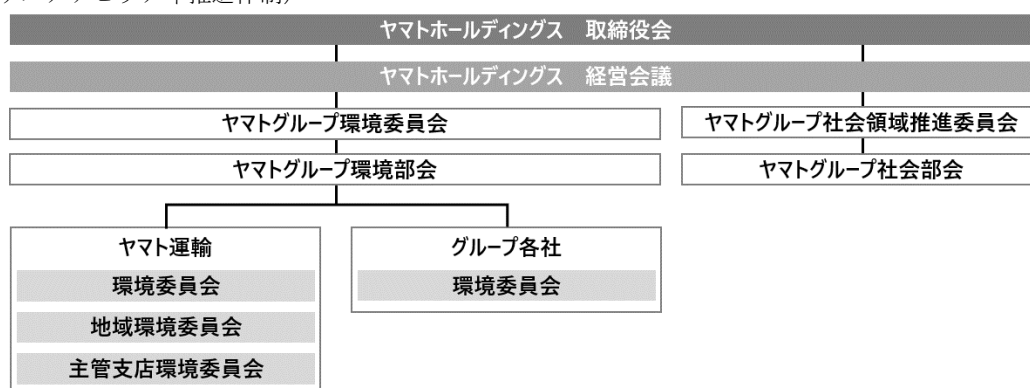 ヤマトホールディングス 取締役会
ヤマトホールディングス 経営会議
ヤマトグループ環境委員会
ヤマトグループ社会領域推進委員会
ヤマトグループ環境部会
ヤマトグループ社会部会
ヤマト運輸
環境委員会
地域環境委員会
主管支店環境委員会
グループ各社
環境委員会